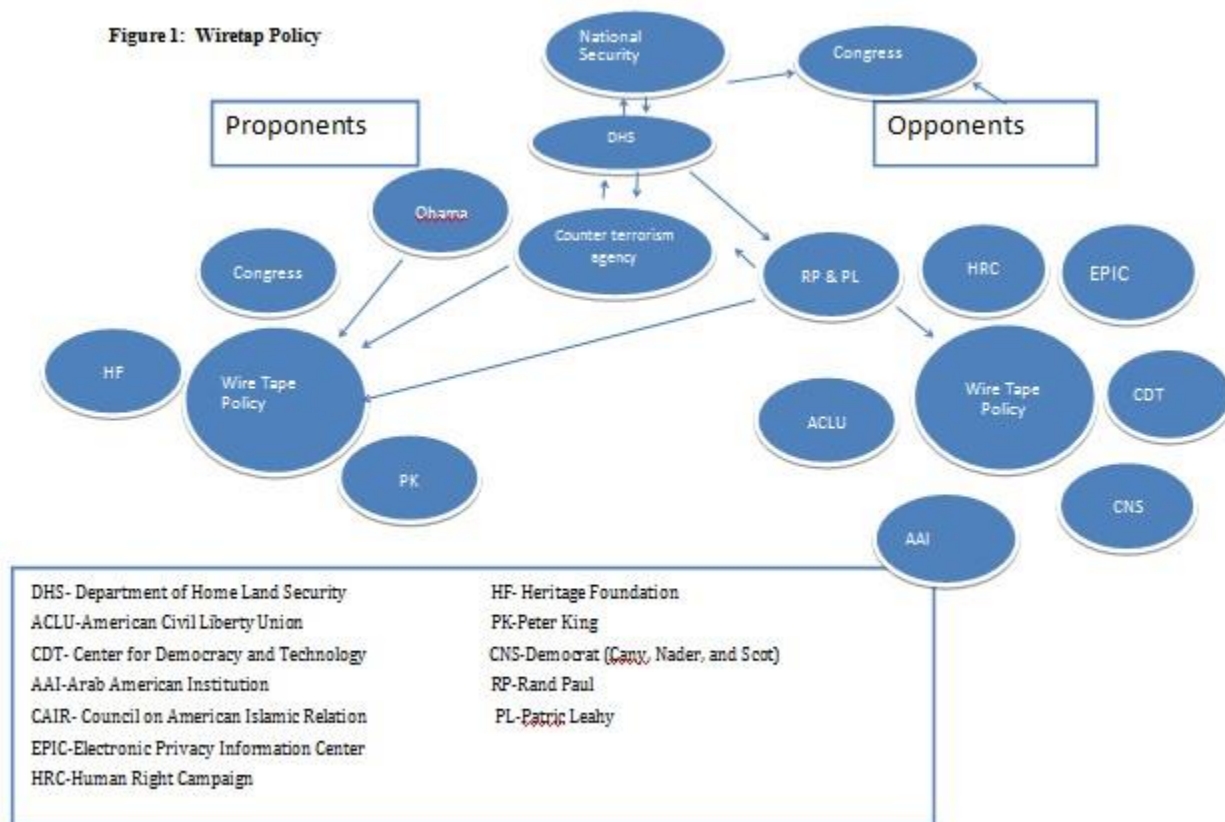 Figure 1: Wiretap Policy
National
Security
Congress
Proponents
DHS
Opponents
Obama
Counter terrorism
agency
Congress
RP & PL
HRC
EPIC
HF
Wire Tape
Policy
Wire Tape
Policy
CDT
ACLU
PK
CNS
AAI
DHS- Department of Home Land Security
ACLU-American Civil Liberty Union
CDT- Center for Democracy and Technology
AAI-Arab American Institution
CAIR- Council on American Islamic Relation
EPIC-Electronic Privacy Information Center
HRC-Human Right Campaign
HF- Heritage Foundation
PK-Peter King
CNS-Democrat (Cany, Nader, and Scot)
RP-Rand Paul
PL-Patric Leahy